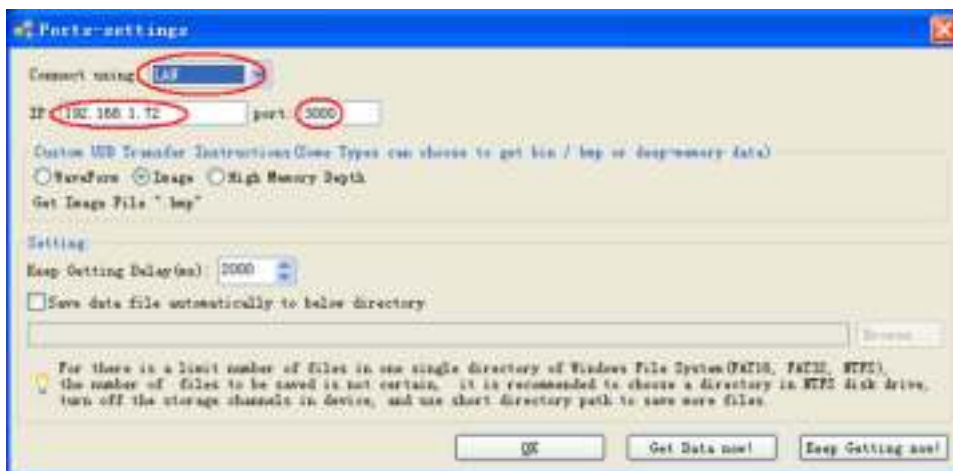 Ports-settings
Connect using: LAN
IP: 192.168.1.72 port: 3000
Custom USB Transfer Instructions(Some Types can choose to get bin / bmp or deep-memory data)
WaveForm Image High Memory Depth
Get Image File ".bmp"
Setting
Keep Getting Delay(ms): 2000
Save data file automatically to below directory
Browse...
For there is a limit number of files in one single directory of Windows File System(FAT16, FAT32, NTFS),
the number of files to be saved is not certain, it is recommended to choose a directory in NTFS disk drive,
turn off the storage channels in device, and use short directory path to save more files.
OK Get Data now! Keep Getting now!